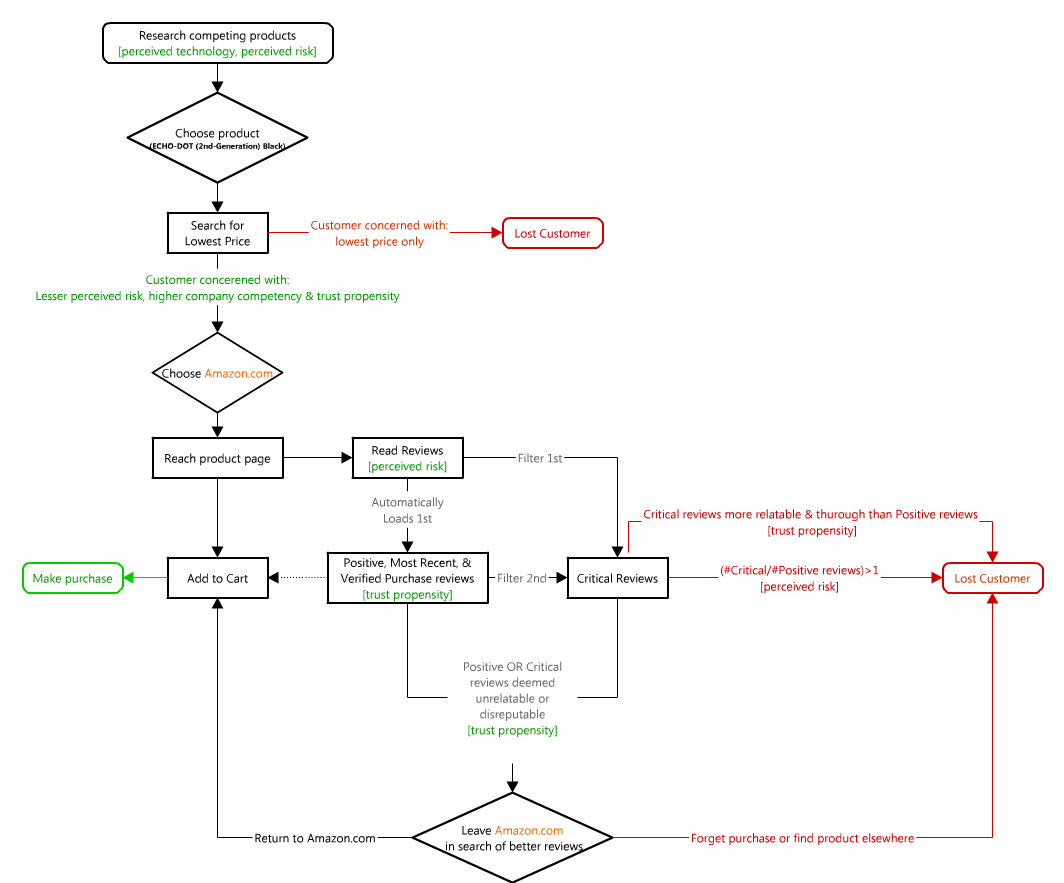 Research competing products
[perceived technology, perceived risk]
Choose product
(ECHO-DOT (2nd-Generation) Black)
Search for
Lowest Price
Customer concerned with:
lowest price only
Lost Customer
Customer concerened with:
Lesser perceived risk, higher company competency & trust propensity
Choose Amazon.com
Reach product page
Read Reviews
[perceived risk]
Filter 1st
Automatically
Loads 1st
Critical reviews more relatable & thurough than Positive reviews
[trust propensity]
Make purchase
Add to Cart
Positive, Most Recent, &
Verified Purchase reviews
[trust propensity]
Filter 2nd
Critical Reviews
(#Critical/#Positive reviews)>1
[perceived risk]
Lost Customer
Positive OR Critical
reviews deemed
unrelatable or
disreputable
[trust propensity]
Return to Amazon.com
Leave Amazon.com
in search of better reviews
Forget purchase or find product elsewhere